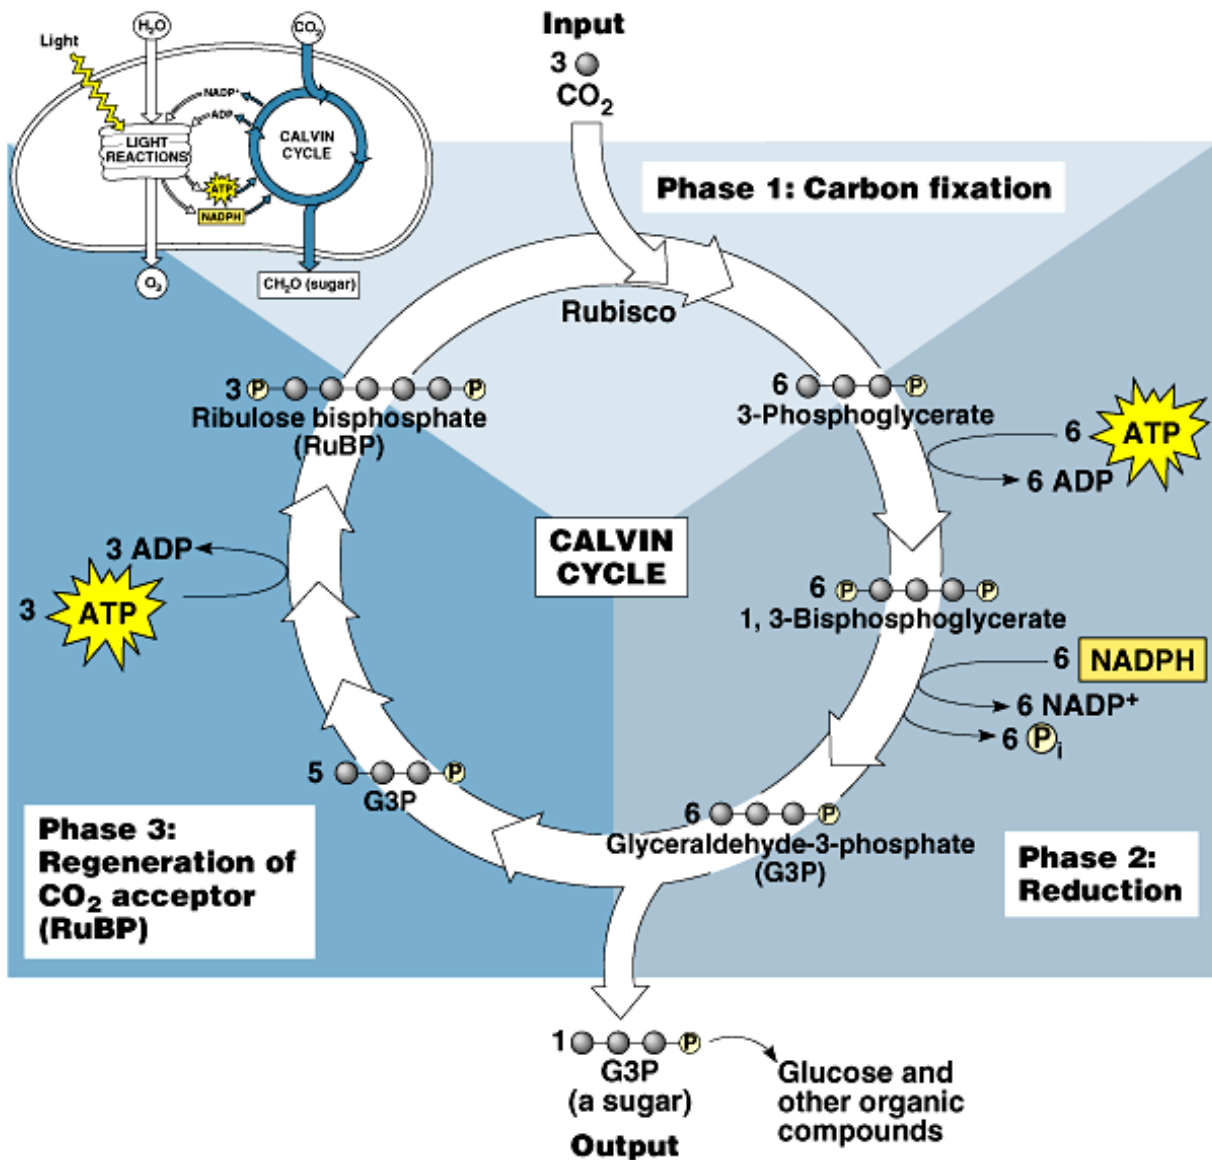 Light
H₂O
CO₂
NADP⁺
ADP
LIGHT
REACTIONS
CALVIN
CYCLE
ATP
NADPH
O₂
CH₂O (sugar)
Input
3
CO₂
Phase 1: Carbon fixation
Rubisco
3 P P
Ribulose bisphosphate
(RuBP)
6 P
3-Phosphoglycerate
6 ATP
6 ADP
CALVIN
CYCLE
3 ADP
3 ATP
6 P P
1, 3-Bisphosphoglycerate
6 NADPH
6 NADP⁺
6 Pᵢ
5 P
G3P
6 P
Glyceraldehyde-3-phosphate
(G3P)
Phase 3:
Regeneration of
CO₂ acceptor
(RuBP)
Phase 2:
Reduction
1 P
G3P
(a sugar)
Output
Glucose and
other organic
compounds